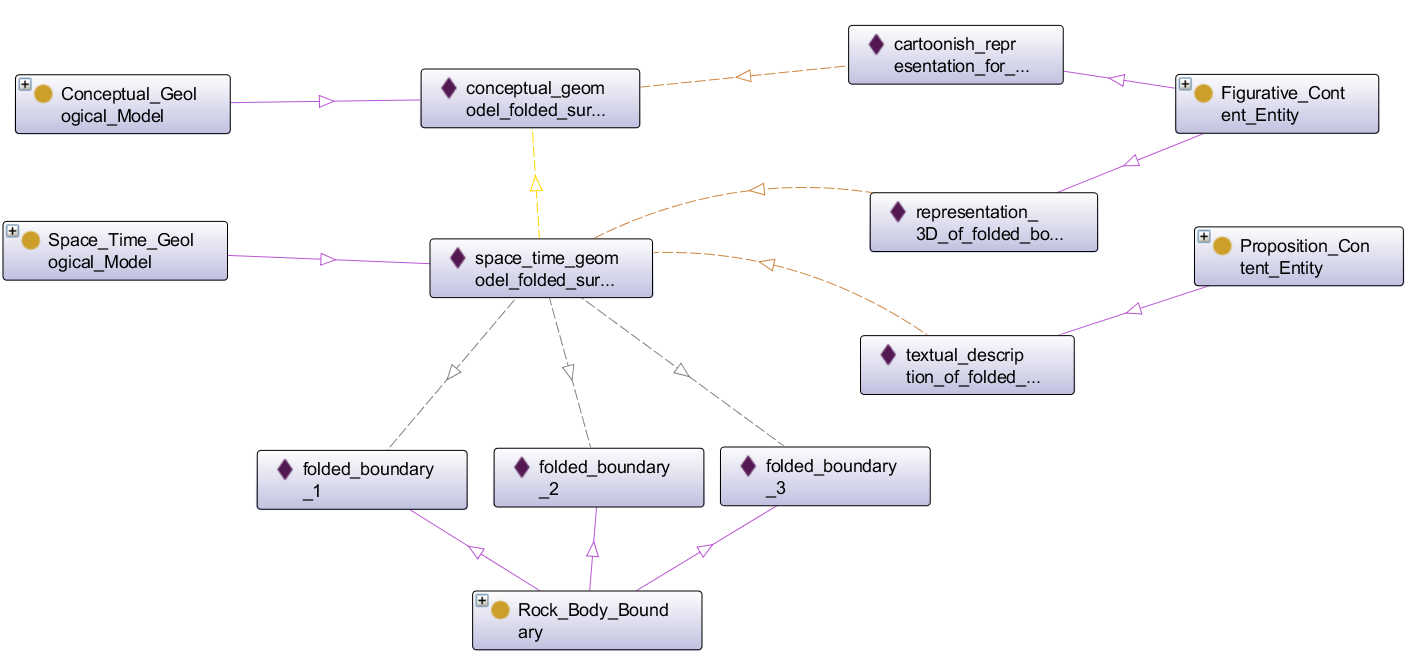 cartoonish_repr
esentation_for_...
conceptual_geom
odel_folded_sur...
Conceptual_Geol
ogical_Model
Figurative_Cont
ent_Entity
representation_
3D_of_folded_bo...
Space_Time_Geol
ogical_Model
space_time_geom
odel_folded_sur...
Proposition_Con
tent_Entity
textual_descrip
tion_of_folded_...
folded_boundary
_1
folded_boundary
_2
folded_boundary
_3
Rock_Body_Bound
ary